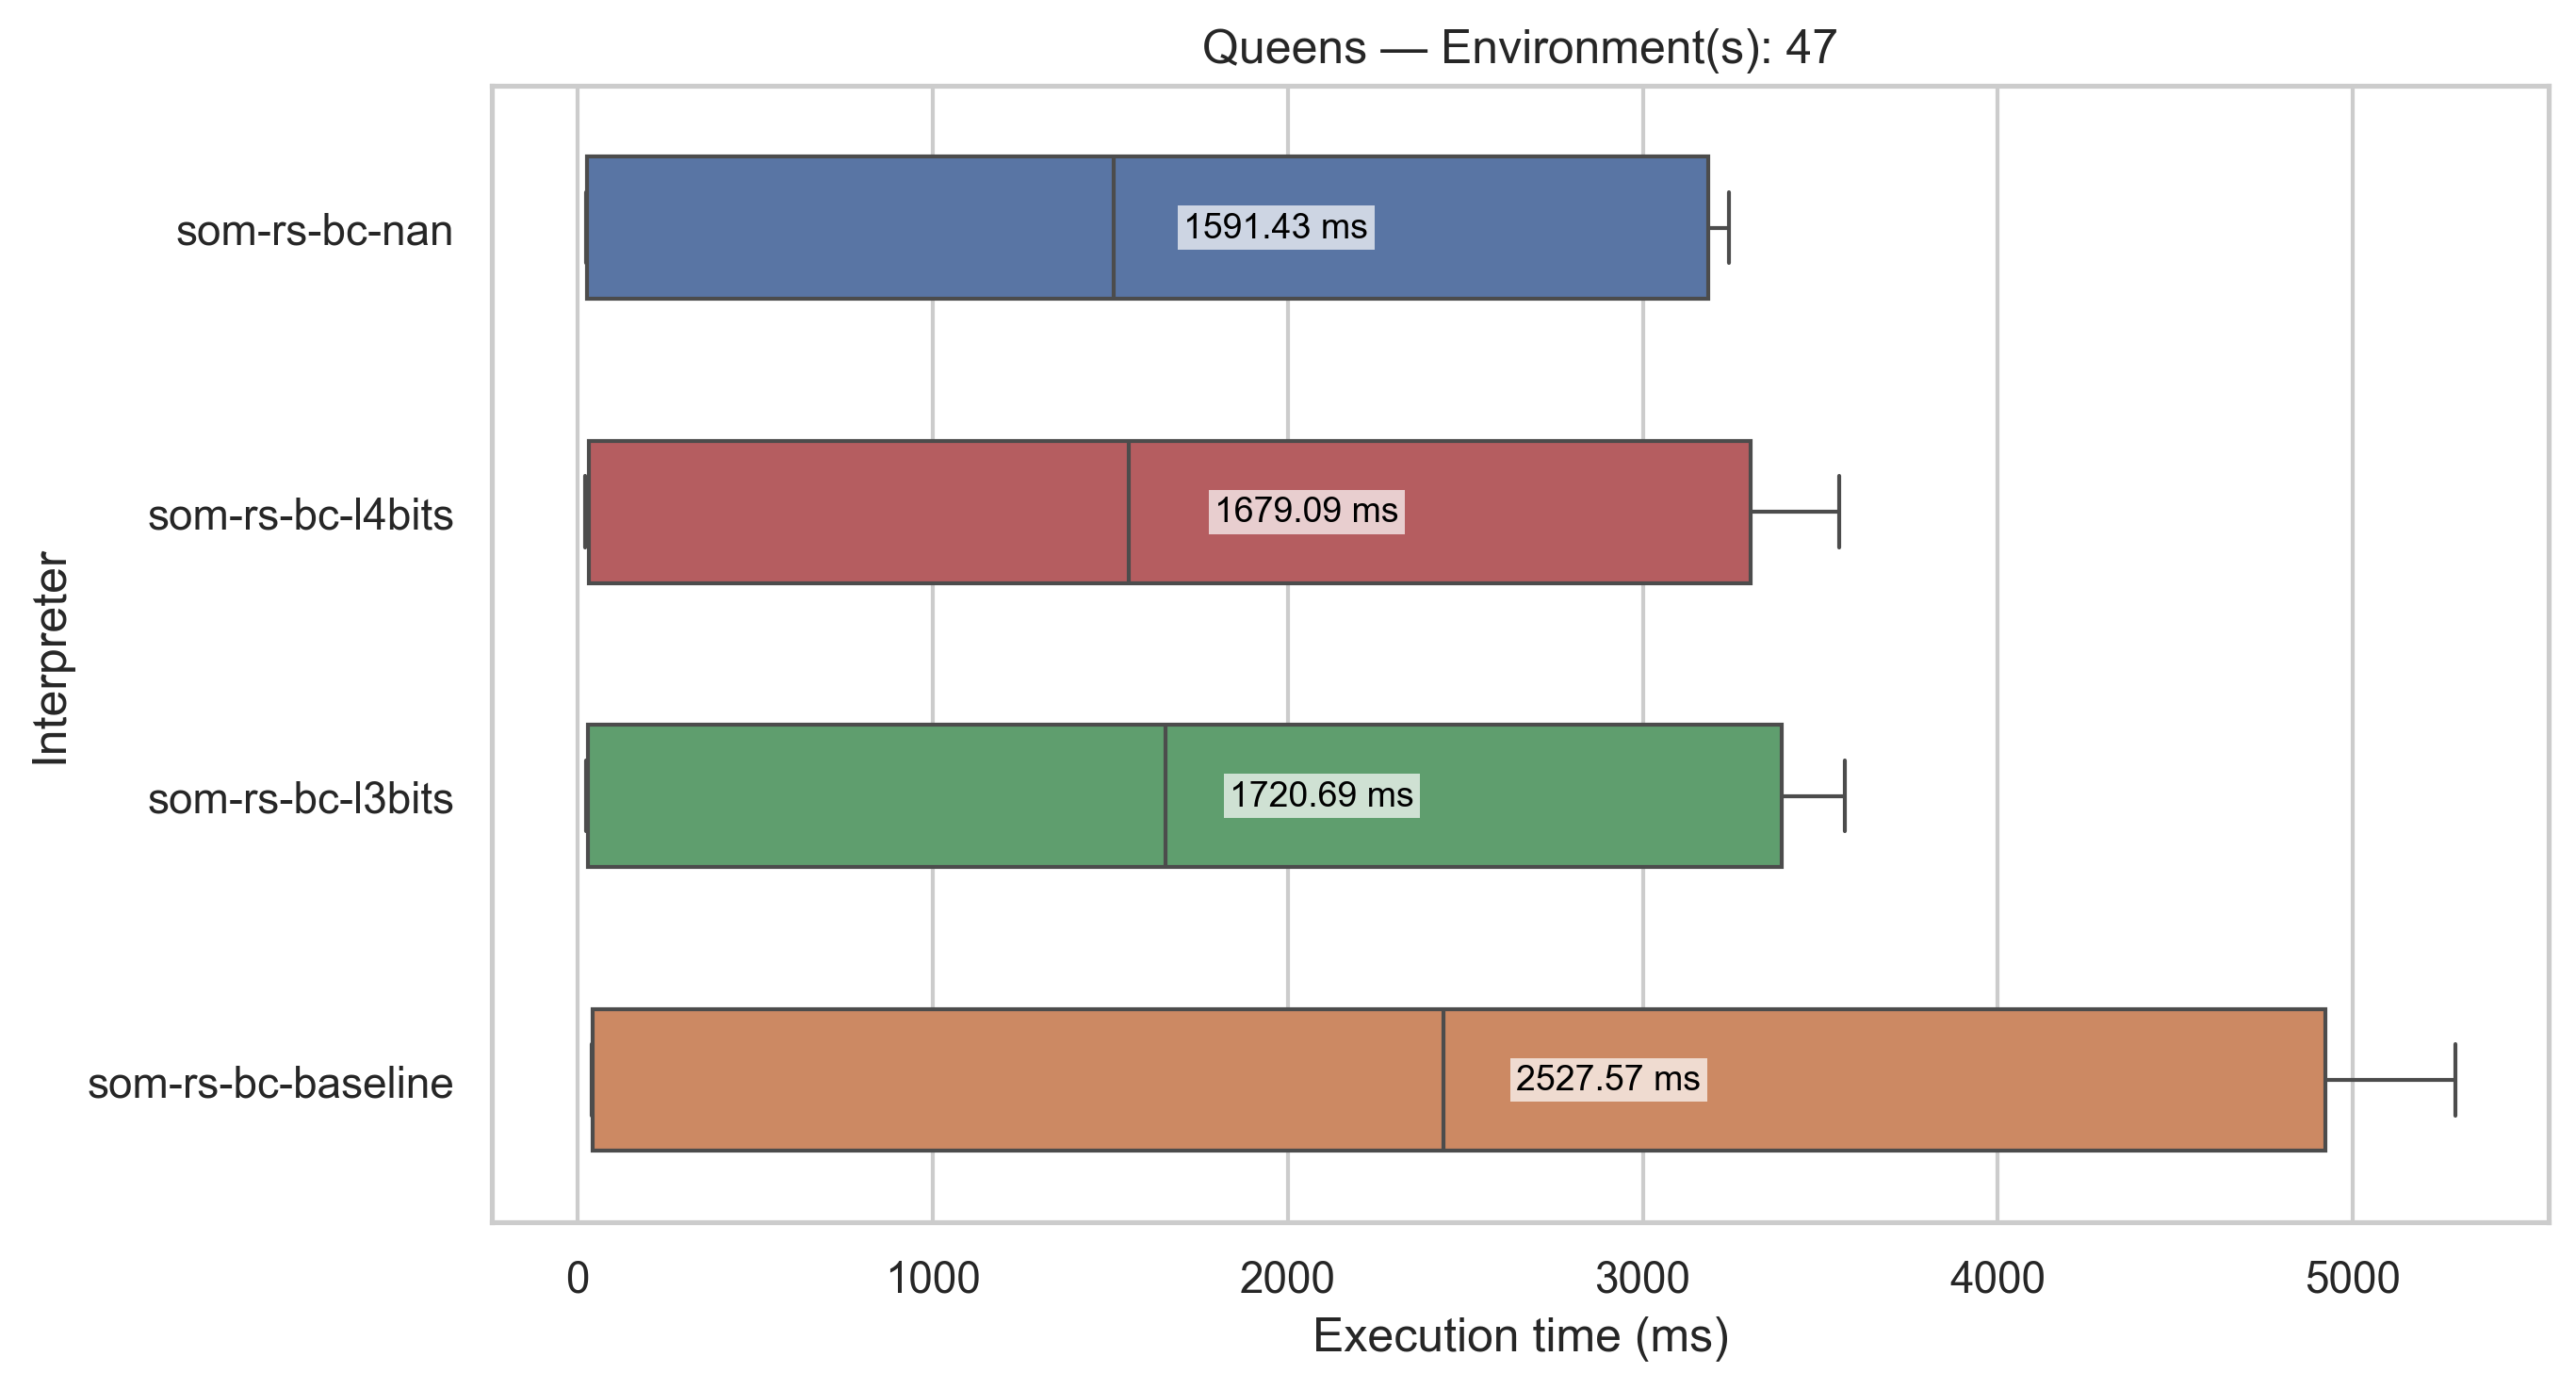 Queens — Environment(s): 47
som-rs-bc-nan
1591.43 ms
som-rs-bc-l4bits
1679.09 ms
som-rs-bc-l3bits
1720.69 ms
som-rs-bc-baseline
2527.57 ms
Interpreter
0 1000 2000 3000 4000 5000
Execution time (ms)